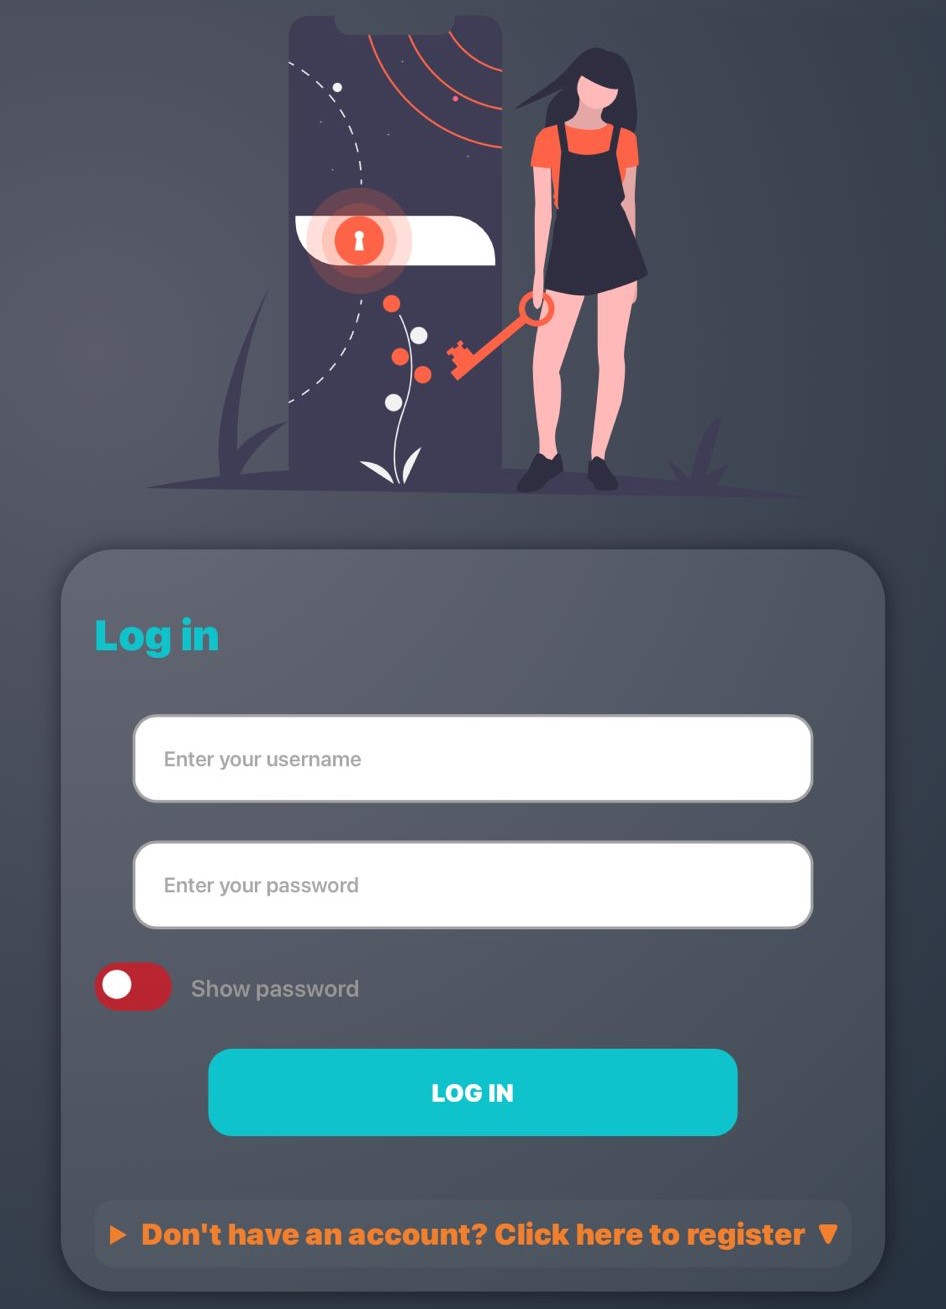 Log in
Enter your username
Enter your password
Show password
LOG IN
Don't have an account? Click here to register